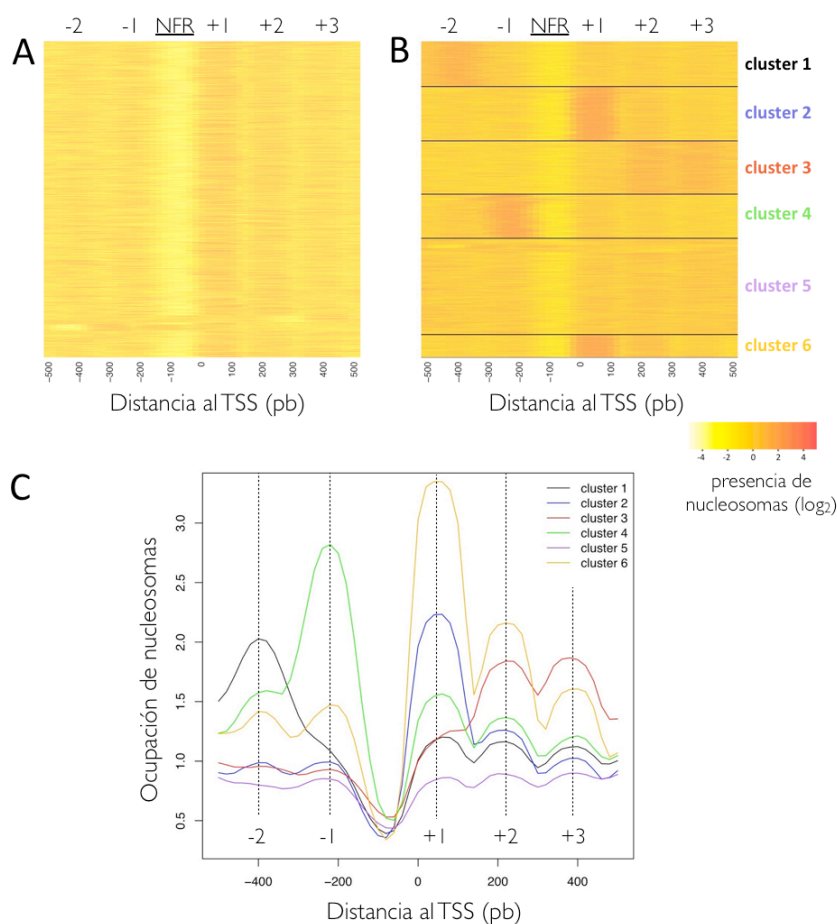 -2 -1 NFR +1 +2 +3
-2 -1 NFR +1 +2 +3
A
B
cluster 1
cluster 2
cluster 3
cluster 4
cluster 5
cluster 6
-500 -400 -300 -200 -100 0 100 200 300 400 500
-500 -400 -300 -200 -100 0 100 200 300 400 500
Distancia al TSS (pb)
Distancia al TSS (pb)
-4 -2 0 2 4
presencia de
nucleosomas (log2)
C
cluster 1
cluster 2
cluster 3
cluster 4
cluster 5
cluster 6
Ocupación de nucleosomas
3.0
2.5
2.0
1.5
1.0
0.5
-2 -1 +1 +2 +3
−400 −200 0 200 400
Distancia al TSS (pb)